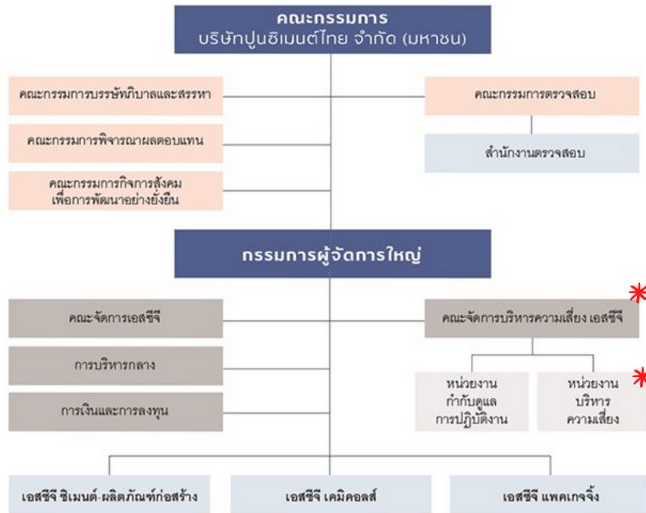 คณะกรรมการ
บริษัทปูนซิเมนต์ไทย จำกัด (มหาชน)
คณะกรรมการบรรษัทภิบาลและสรรหา
คณะกรรมการตรวจสอบ
คณะกรรมการพิจารณาผลตอบแทน
สำนักงานตรวจสอบ
คณะกรรมการกิจการสังคม
เพื่อการพัฒนาอย่างยั่งยืน
กรรมการผู้จัดการใหญ่
คณะจัดการเอสซีจี
คณะจัดการบริหารความเสี่ยง เอสซีจี
การบริหารกลาง
การเงินและการลงทุน
หน่วยงาน
กำกับดูแล
การปฏิบัติงาน
หน่วยงาน
บริหาร
ความเสี่ยง
เอสซีจี ซิเมนต์-ผลิตภัณฑ์ก่อสร้าง
เอสซีจี เคมิคอลส์
เอสซีจี แพคเกจจิ้ง